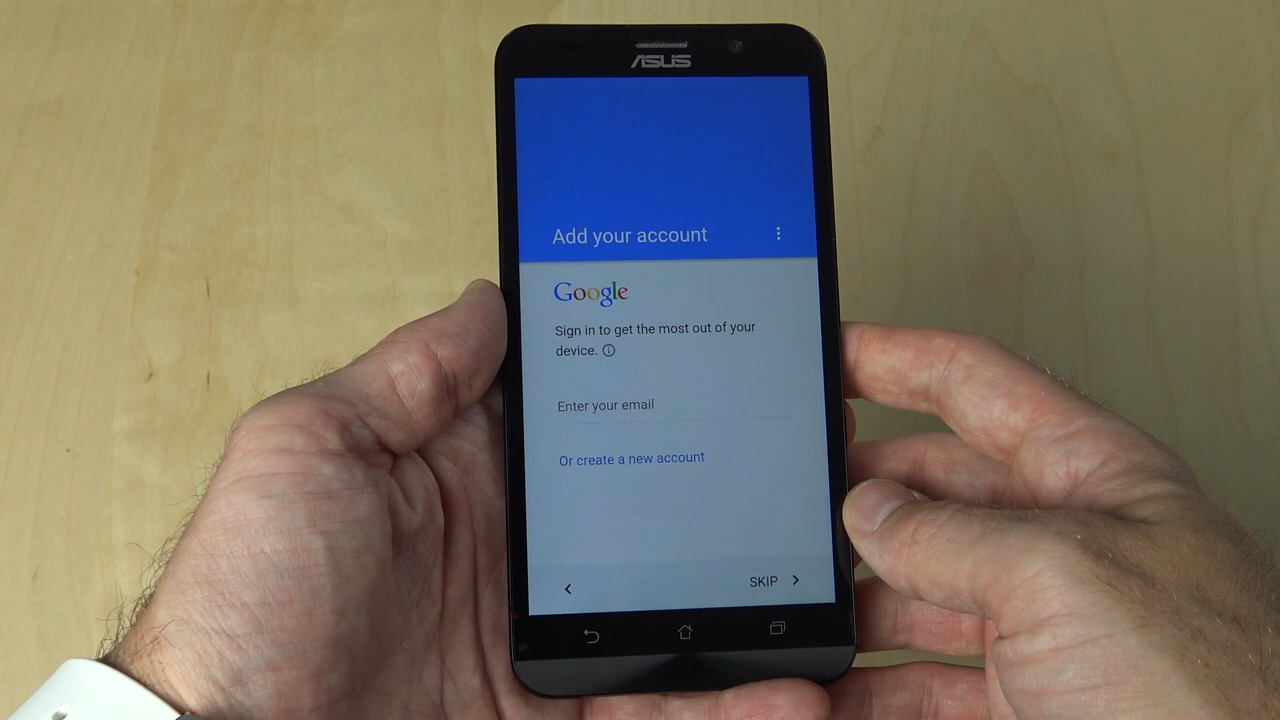 ASUS
Add your account
Google
Sign in to get the most out of your
device.
Enter your email
Or create a new account
SKIP